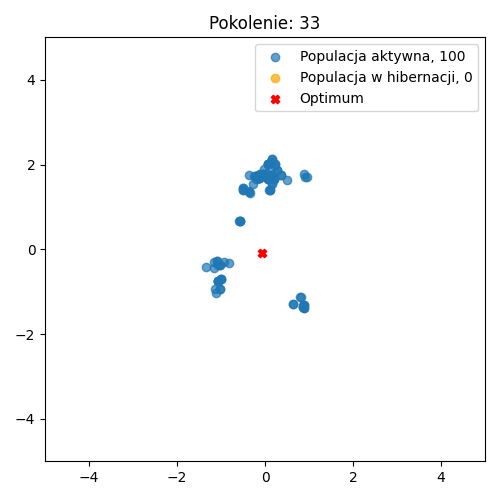 Pokolenie: 33
Populacja aktywna, 100
Populacja w hibernacji, 0
Optimum
4
2
0
−2
−4
−4
−2
0
2
4